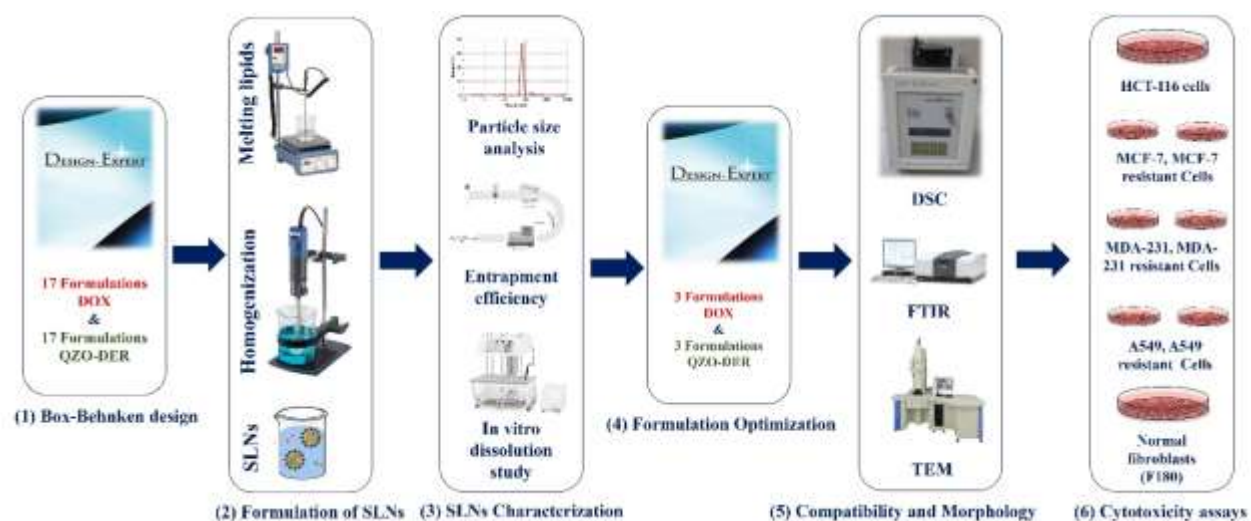 DESIGN-EXPERT
17 Formulations
DOX
&
17 Formulations
QZO-DER
(1) Box-Behnken design
Melting lipids
Homogenization
SLNs
(2) Formulation of SLNs
Particle size
analysis
Entrapment
efficiency
In vitro
dissolution
study
(3) SLNs Characterization
DESIGN-EXPERT
3 Formulations
DOX
&
3 Formulations
QZO-DER
(4) Formulation Optimization
DSC
FTIR
TEM
(5) Compatibility and Morphology
HCT-116 cells
MCF-7, MCF-7
resistant Cells
MDA-231, MDA-
231 resistant Cells
A549, A549
resistant Cells
Normal
fibroblasts
(F180)
(6) Cytotoxicity assays